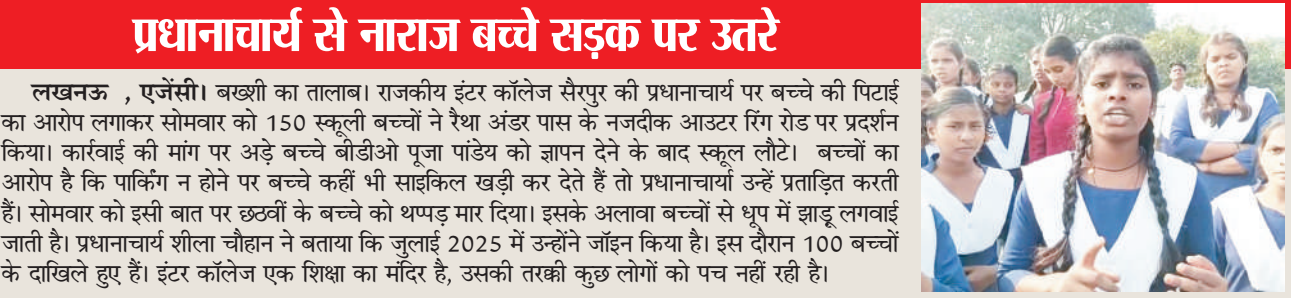 प्रधानाचार्य से नाराज बच्चे सड़क पर उतरे
लखनऊ , एजेंसी। बख्शी का तालाब। राजकीय इंटर कॉलेज सैरपुर की प्रधानाचार्य पर बच्चे की पिटाई
का आरोप लगाकर सोमवार को 150 स्कूली बच्चों ने रैथा अंडर पास के नजदीक आउटर रिंग रोड पर प्रदर्शन
किया। कार्रवाई की मांग पर अड़े बच्चे बीडीओ पूजा पांडेय को ज्ञापन देने के बाद स्कूल लौटे। बच्चों का
आरोप है कि पार्किंग न होने पर बच्चे कहीं भी साइकिल खड़ी कर देते हैं तो प्रधानाचार्या उन्हें प्रताड़ित करती
हैं। सोमवार को इसी बात पर छठवीं के बच्चे को थप्पड़ मार दिया। इसके अलावा बच्चों से धूप में झाडू लगवाई
जाती है। प्रधानाचार्य शीला चौहान ने बताया कि जुलाई 2025 में उन्होंने जॉइन किया है। इस दौरान 100 बच्चों
के दाखिले हुए हैं। इंटर कॉलेज एक शिक्षा का मंदिर है, उसकी तरक्की कुछ लोगों को पच नहीं रही है।